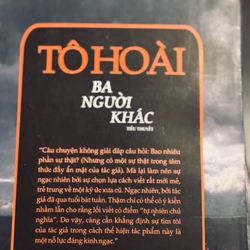 TÔ HOÀI
BA
NGƯỜI
KHÁC
TIỂU THUYẾT
"Câu chuyện không giải đáp câu hỏi: Bao nhiêu
phần sự thật? (Nhưng có một sự thật trong tâm
thức đầy ẩn mật của tác giả). Mà lại làm nên sự
ngạc nhiên bởi sự chọn lựa cách viết rất mới mẻ,
trẻ trung về một ký ức xưa cũ. Ngạc nhiên, bởi tác
giả đã qua tuổi bát tuần. Thậm chí có thể có ý kiến
nhầm lẫn cho rằng lối viết có điểm "tự nhiên chủ
nghĩa". Do vậy, càng cần khẳng định sự tìm tòi
của tác giả trong cách thể hiện tác phẩm này là
một nỗ lực đáng kinh ngạc."